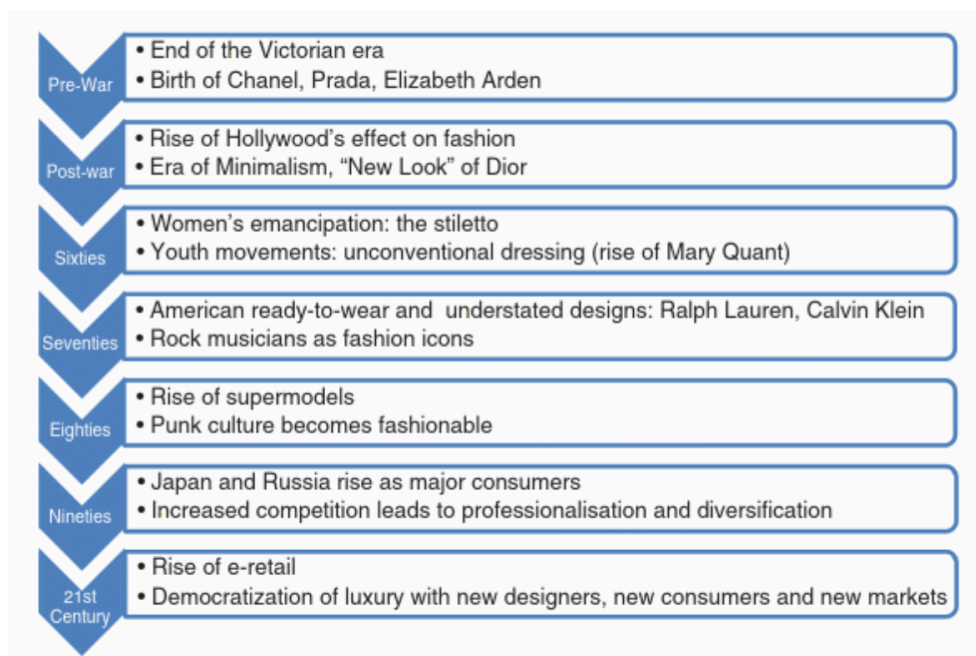 Pre-War
• End of the Victorian era
• Birth of Chanel, Prada, Elizabeth Arden
Post-war
• Rise of Hollywood's effect on fashion
• Era of Minimalism, “New Look” of Dior
Sixties
• Women's emancipation: the stiletto
• Youth movements: unconventional dressing (rise of Mary Quant)
Seventies
• American ready-to-wear and  understated designs: Ralph Lauren, Calvin Klein
• Rock musicians as fashion icons
Eighties
• Rise of supermodels
• Punk culture becomes fashionable
Nineties
• Japan and Russia rise as major consumers
• Increased competition leads to professionalisation and diversification
21st
Century
• Rise of e-retail
• Democratization of luxury with new designers, new consumers and new markets